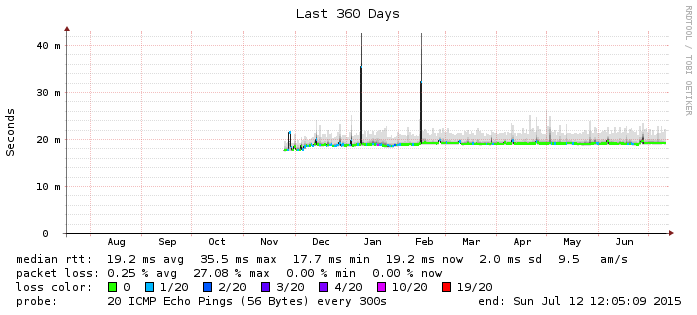 Last 360 Days
RRDTOOL / TOBI OETIKER
Seconds
40 m
30 m
20 m
10 m
0
Aug Sep Oct Nov Dec Jan Feb Mar Apr May Jun
median rtt: 19.2 ms avg 35.5 ms max 17.7 ms min 19.2 ms now 2.0 ms sd 9.5 am/s
packet loss: 0.25 % avg 27.08 % max 0.00 % min 0.00 % now
loss color: 0 1/20 2/20 3/20 4/20 10/20 19/20
probe: 20 ICMP Echo Pings (56 Bytes) every 300s end: Sun Jul 12 12:05:09 2015